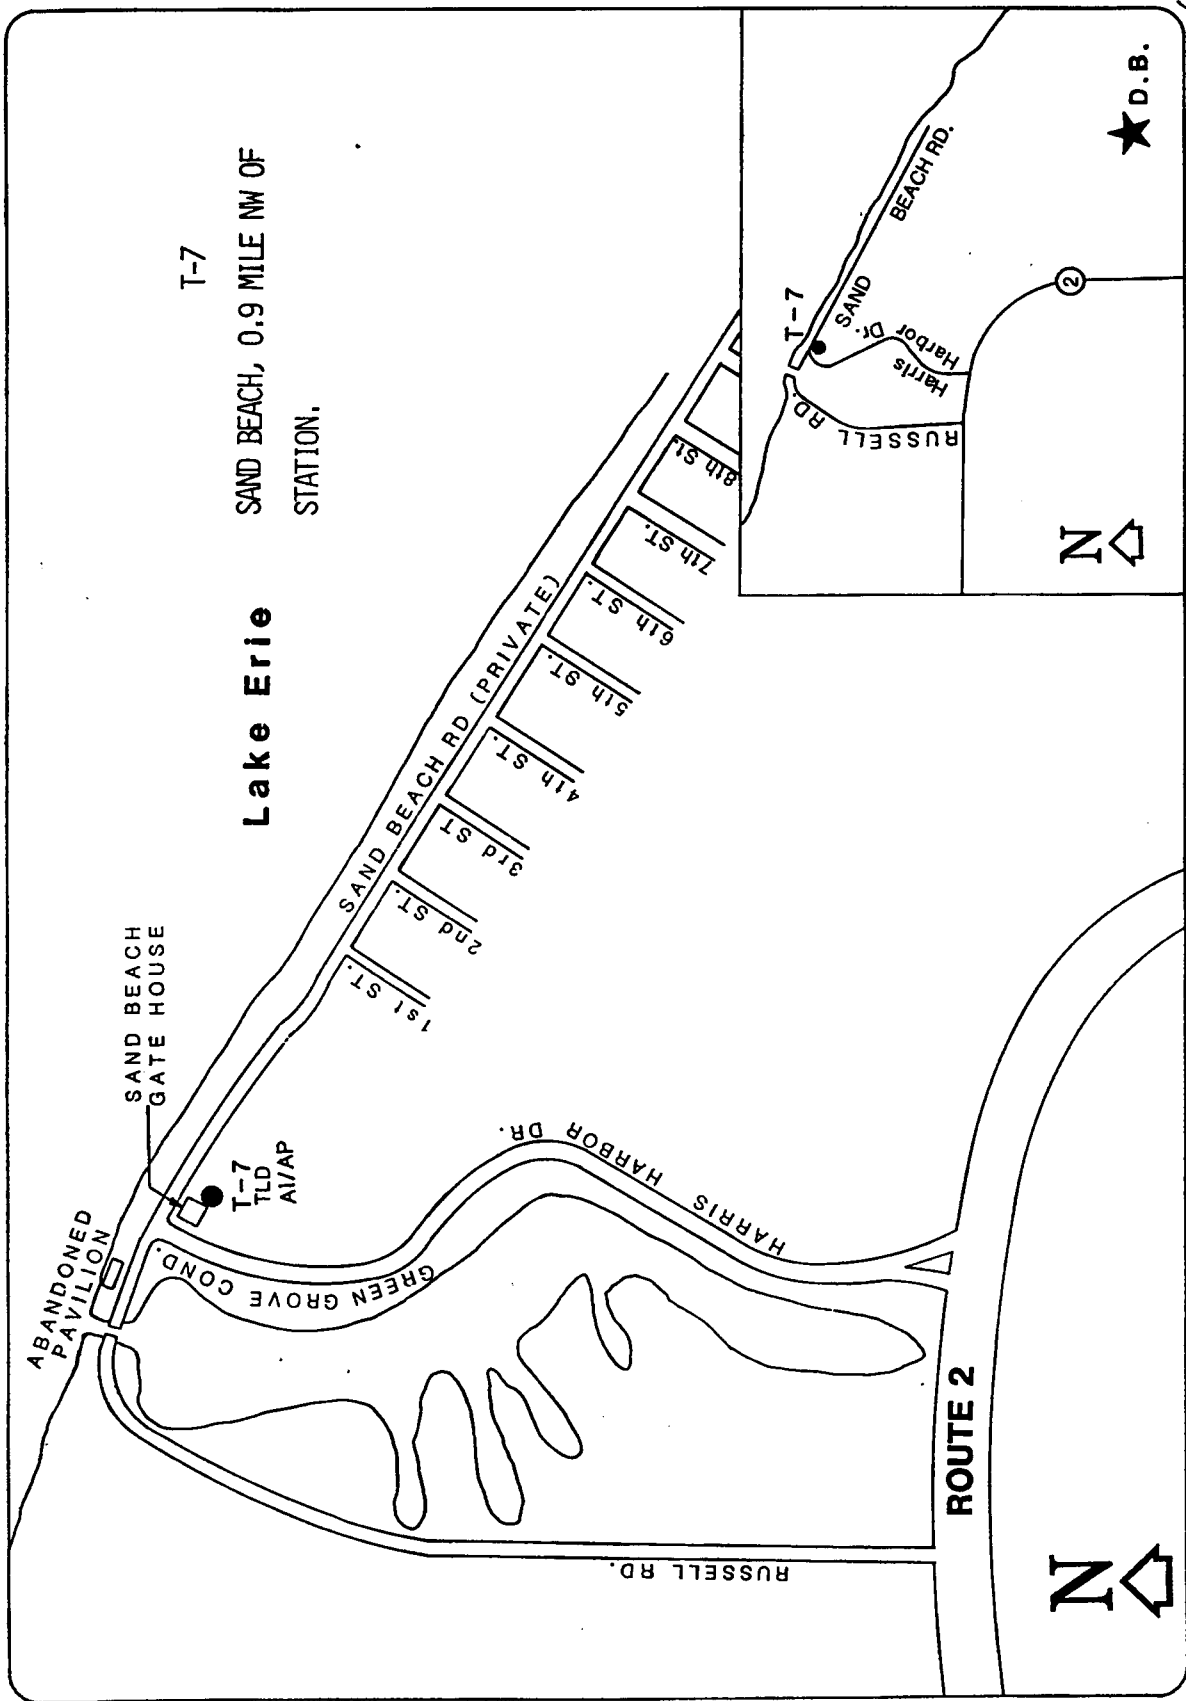 T-7
SAND BEACH, 0.9 MILE NW OF
STATION.
Lake Erie
ABANDONED
PAVILION
SAND BEACH
GATE HOUSE
T-7
TLD
AI/AP
SAND BEACH RD (PRIVATE)
1st ST.
2nd ST.
3rd ST
4th ST.
5th ST.
6th ST.
7th ST.
8th St.
GREEN GROVE COND.
HARRIS HARBOR DR.
RUSSELL RD.
ROUTE 2
N
T-7
SAND BEACH RD.
Harris Harbor Dr.
RUSSELL RD.
2
D.B.
N